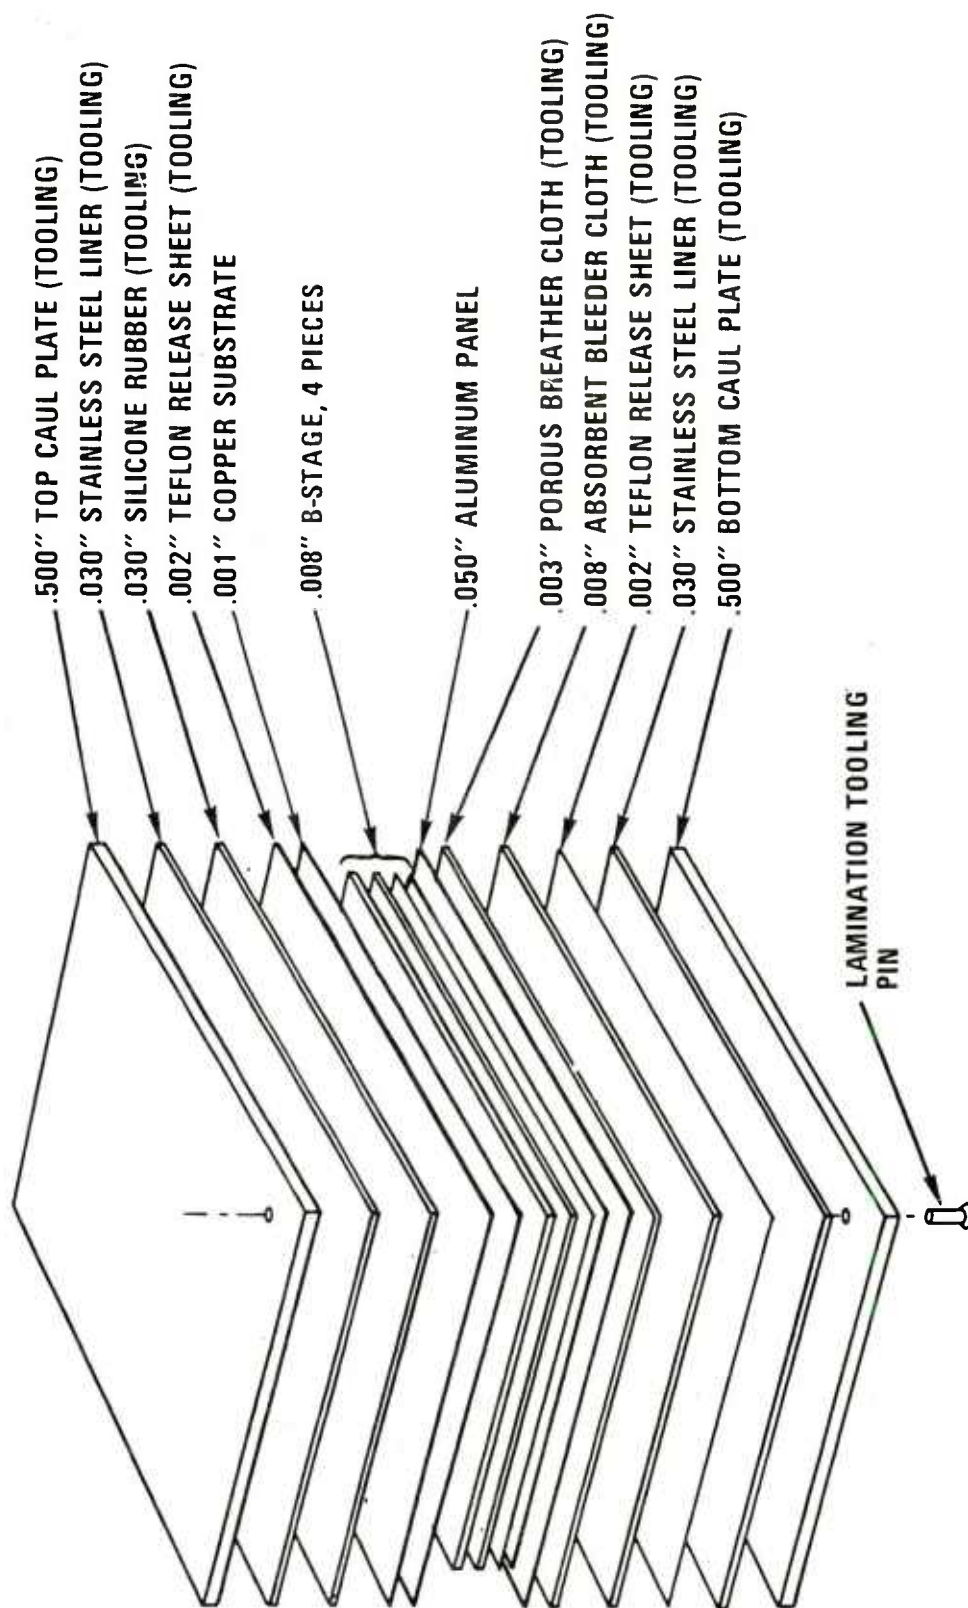 .500″ TOP CAUL PLATE (TOOLING)
.030″ STAINLESS STEEL LINER (TOOLING)
.030″ SILICONE RUBBER (TOOLING)
.002″ TEFLON RELEASE SHEET (TOOLING)
.001″ COPPER SUBSTRATE
.008″ B-STAGE, 4 PIECES
.050″ ALUMINUM PANEL
.003″ POROUS BREATHER CLOTH (TOOLING)
.008″ ABSORBENT BLEEDER CLOTH (TOOLING)
.002″ TEFLON RELEASE SHEET (TOOLING)
.030″ STAINLESS STEEL LINER (TOOLING)
.500″ BOTTOM CAUL PLATE (TOOLING)
LAMINATION TOOLING
PIN